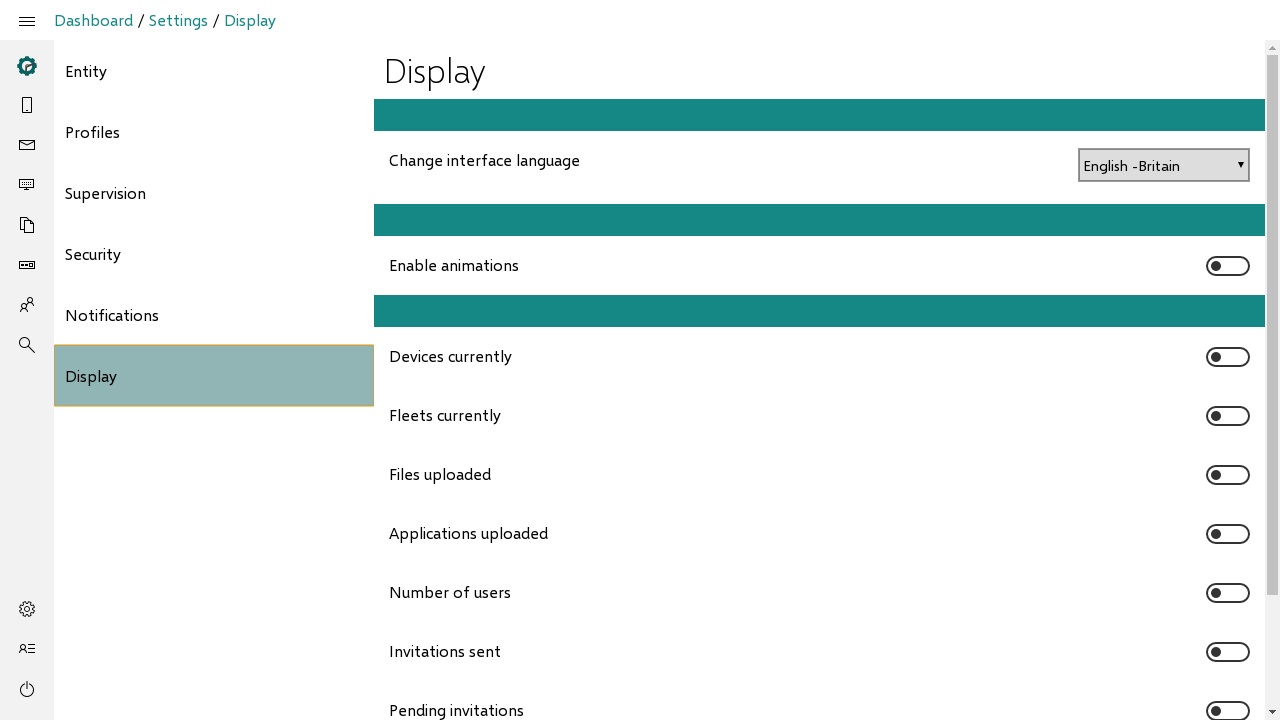 Dashboard / Settings / Display
Entity
Profiles
Supervision
Security
Notifications
Display
Display
Change interface language
English -Britain
Enable animations
Devices currently
Fleets currently
Files uploaded
Applications uploaded
Number of users
Invitations sent
Pending invitations